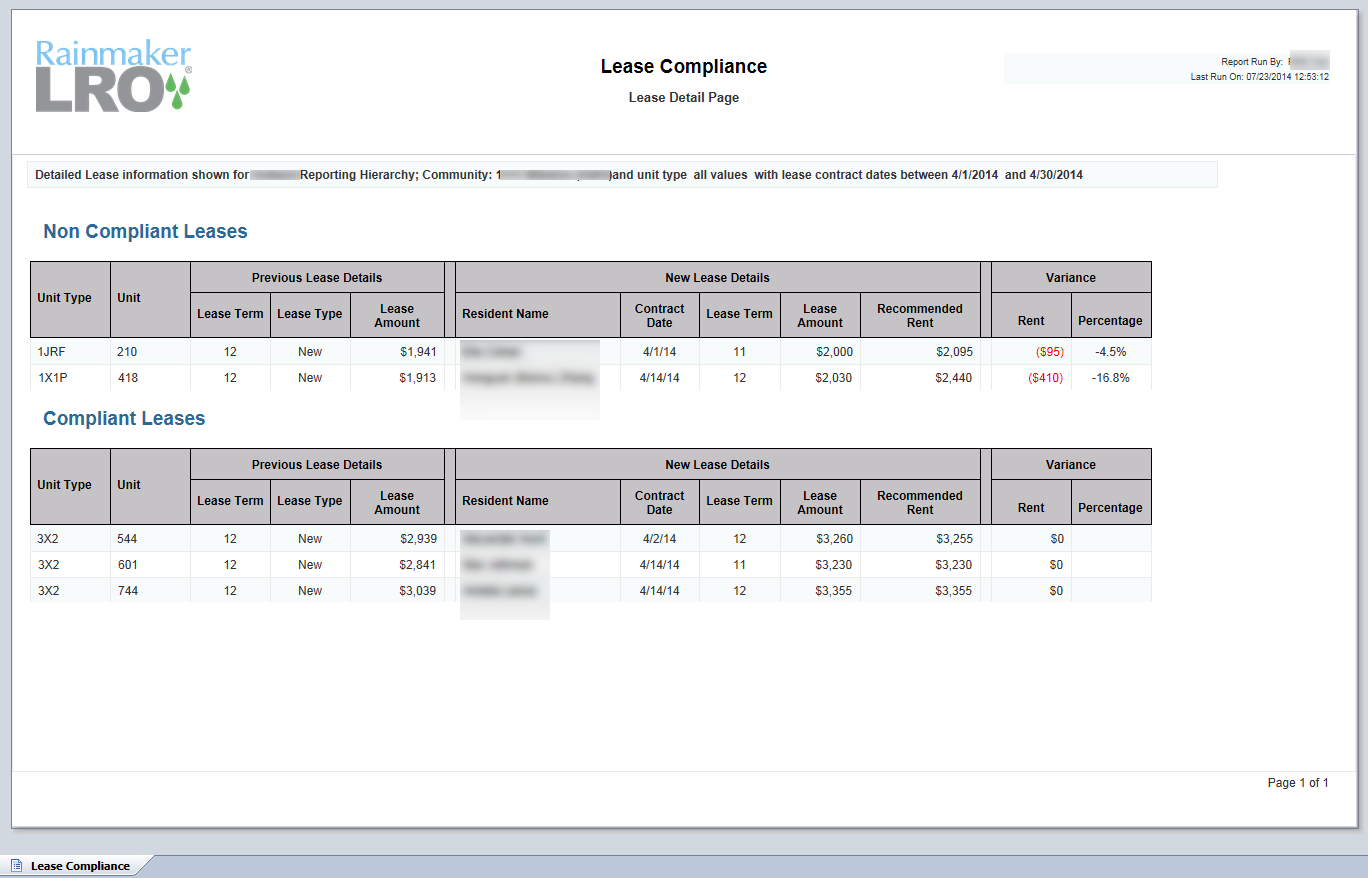 Rainmaker
LRO®
Lease Compliance
Lease Detail Page
Report Run By:
Last Run On: 07/23/2014 12:53:12
Detailed Lease information shown for Reporting Hierarchy; Community: 1 )and unit type all values with lease contract dates between 4/1/2014 and 4/30/2014
Non Compliant Leases
Previous Lease Details New Lease Details Variance
Unit Type Unit Lease Term Lease Type Lease Amount Resident Name Contract Date Lease Term Lease Amount Recommended Rent Rent Percentage
1JRF 210 12 New $1,941 4/1/14 11 $2,000 $2,095 ($95) -4.5%
1X1P 418 12 New $1,913 4/14/14 12 $2,030 $2,440 ($410) -16.8%
Compliant Leases
Previous Lease Details New Lease Details Variance
Unit Type Unit Lease Term Lease Type Lease Amount Resident Name Contract Date Lease Term Lease Amount Recommended Rent Rent Percentage
3X2 544 12 New $2,939 4/2/14 12 $3,260 $3,255 $0
3X2 601 12 New $2,841 4/14/14 11 $3,230 $3,230 $0
3X2 744 12 New $3,039 4/14/14 12 $3,355 $3,355 $0
Page 1 of 1
Lease Compliance